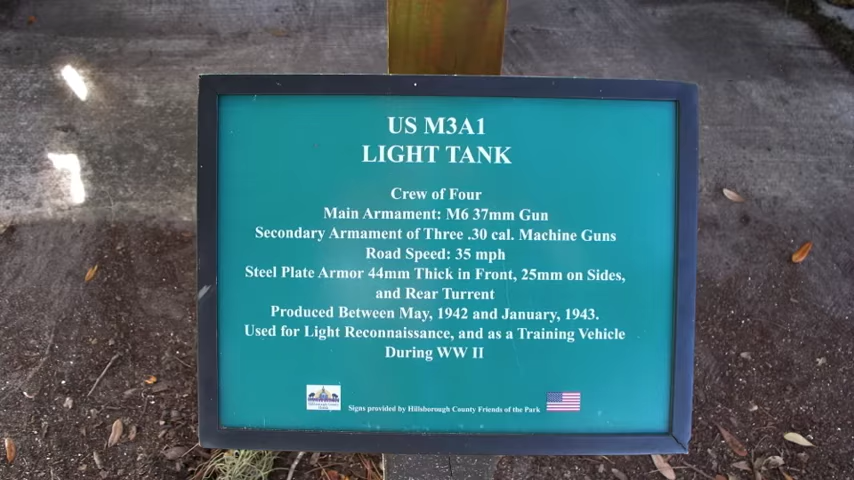 US M3A1
LIGHT TANK
Crew of Four
Main Armament: M6 37mm Gun
Secondary Armament of Three .30 cal. Machine Guns
Road Speed: 35 mph
Steel Plate Armor 44mm Thick in Front, 25mm on Sides,
and Rear Turrent
Produced Between May, 1942 and January, 1943.
Used for Light Reconnaissance, and as a Training Vehicle
During WW II
Signs provided by Hillsborough County Friends of the Park